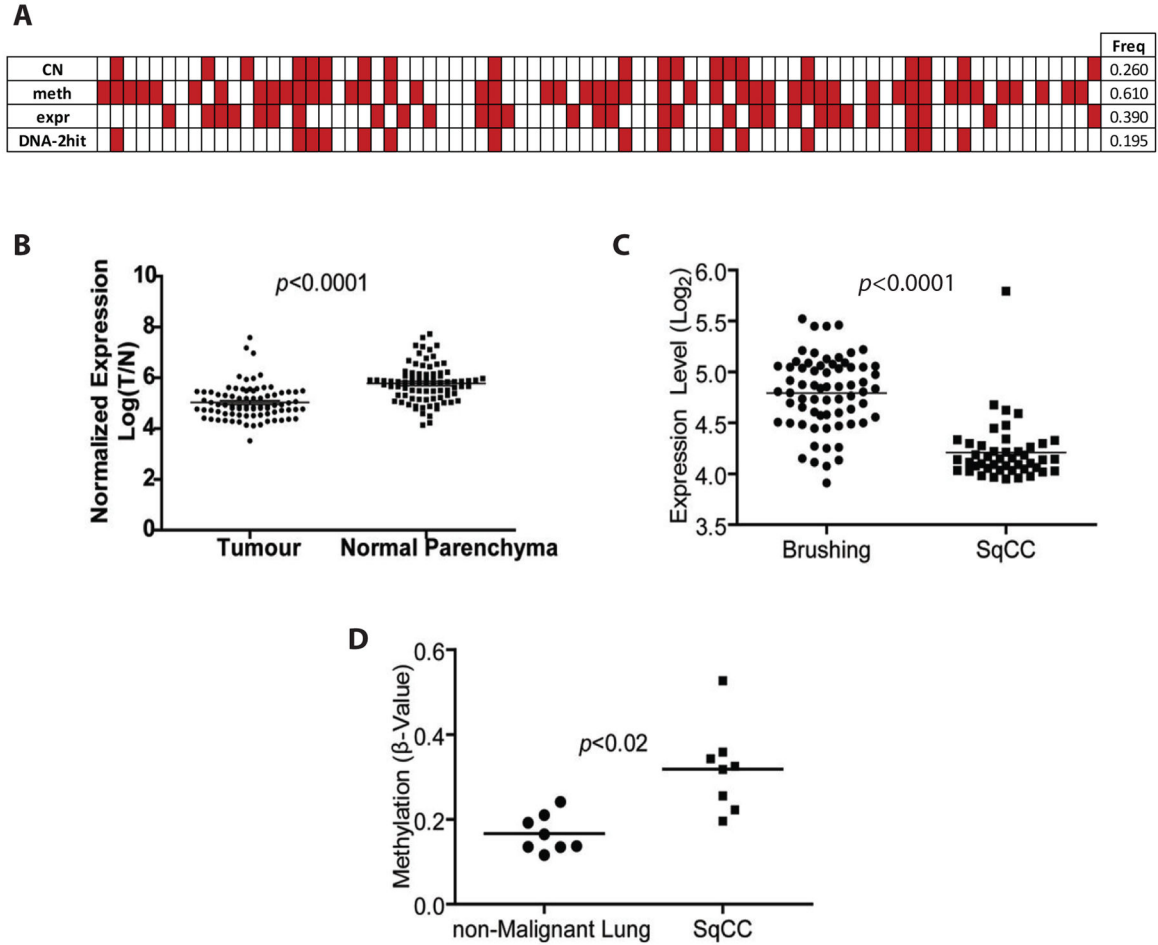 A
Freq
CN 0.260
meth 0.610
expr 0.390
DNA-2hit 0.195
B
Normalized Expression
Log(T/N)
10
8
6
4
2
0
p<0.0001
Tumour Normal Parenchyma
C
Expression Level (Log2)
6.0
5.5
5.0
4.5
4.0
3.5
p<0.0001
Brushing SqCC
D
Methylation (β-Value)
0.6
0.4
0.2
0.0
p<0.02
non-Malignant Lung SqCC